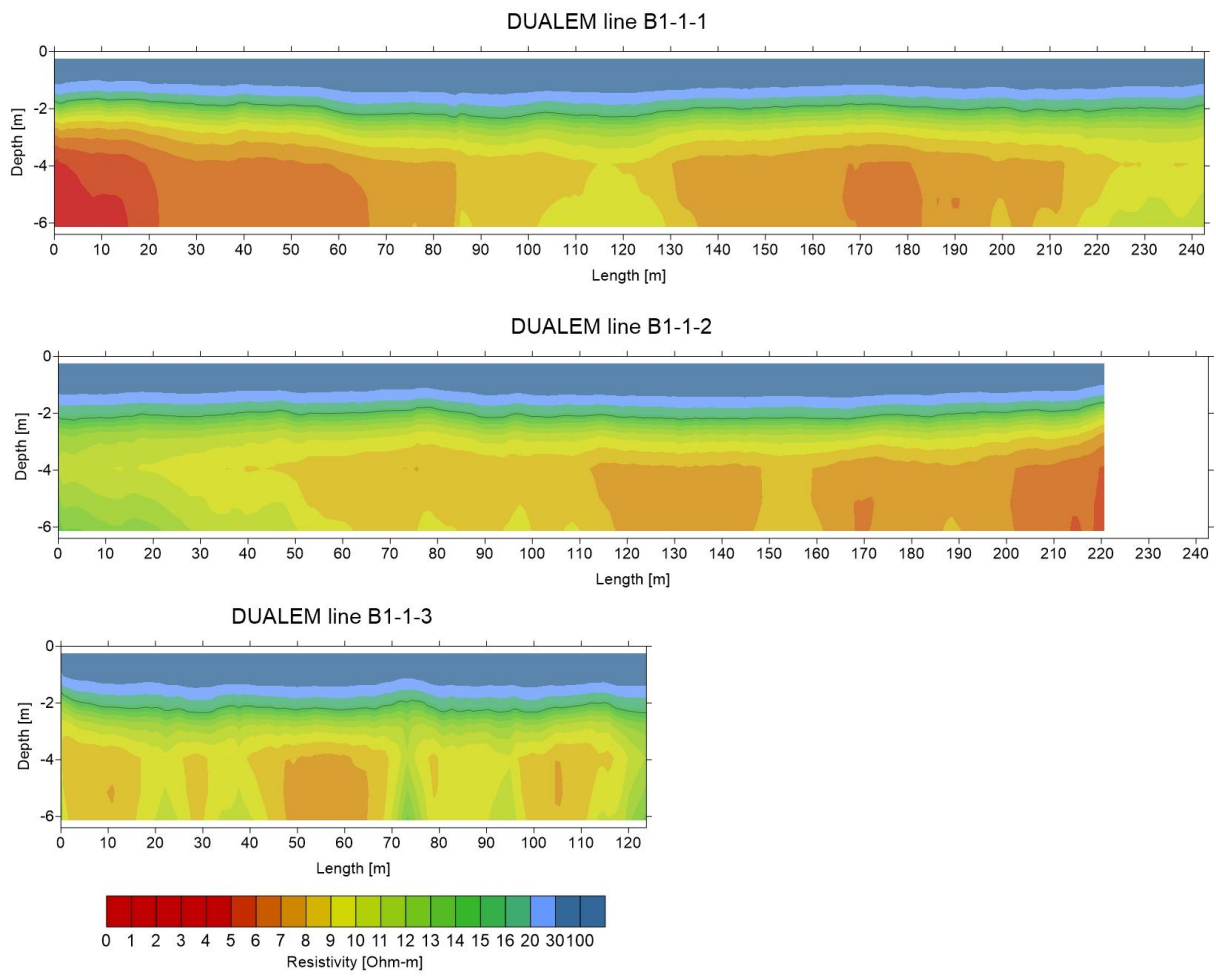 DUALEM line B1-1-1
0
-2
-4
-6
Depth [m]
0 10 20 30 40 50 60 70 80 90 100 110 120 130 140 150 160 170 180 190 200 210 220 230 240
Length [m]
DUALEM line B1-1-2
0
-2
-4
-6
Depth [m]
0 10 20 30 40 50 60 70 80 90 100 110 120 130 140 150 160 170 180 190 200 210 220 230 240
Length [m]
DUALEM line B1-1-3
0
-2
-4
-6
Depth [m]
0 10 20 30 40 50 60 70 80 90 100 110 120
Length [m]
0 1 2 3 4 5 6 7 8 9 10 11 12 13 14 15 16 20 30 100
Resistivity [Ohm-m]